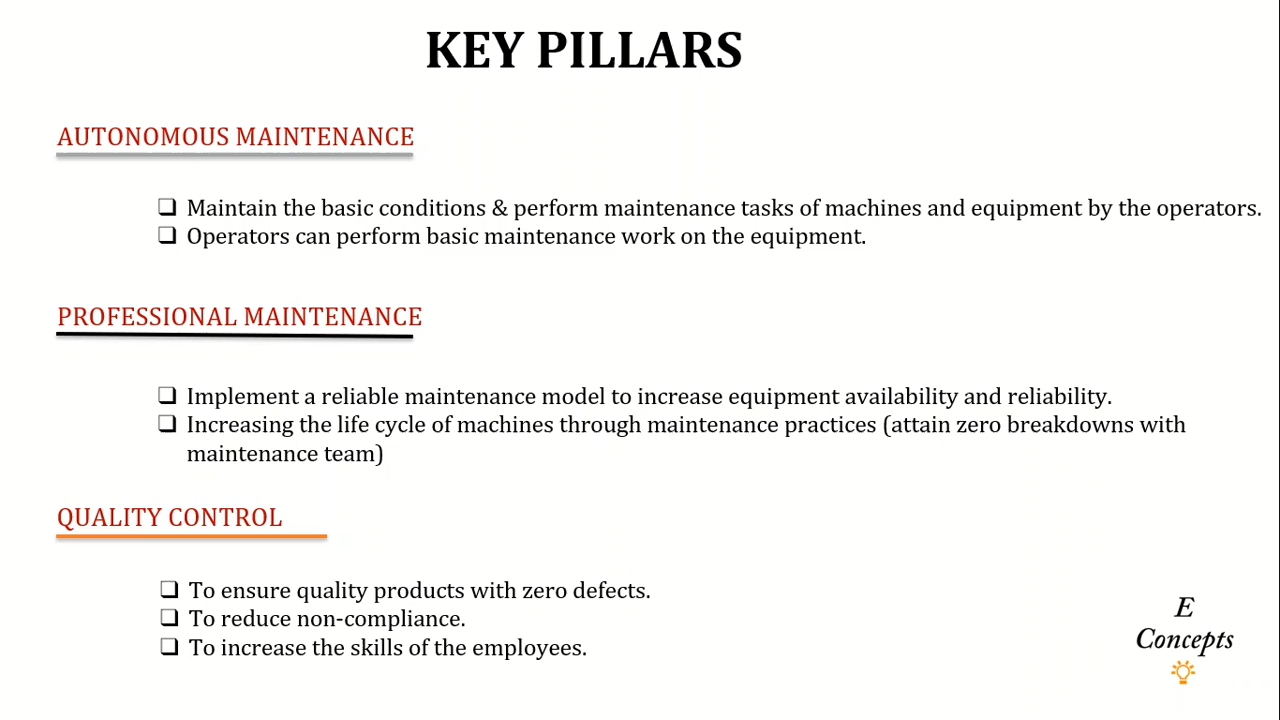 KEY PILLARS
AUTONOMOUS MAINTENANCE
❑ Maintain the basic conditions & perform maintenance tasks of machines and equipment by the operators.
❑ Operators can perform basic maintenance work on the equipment.
PROFESSIONAL MAINTENANCE
❑ Implement a reliable maintenance model to increase equipment availability and reliability.
❑ Increasing the life cycle of machines through maintenance practices (attain zero breakdowns with
maintenance team)
QUALITY CONTROL
❑ To ensure quality products with zero defects.
❑ To reduce non-compliance.
❑ To increase the skills of the employees.
E
Concepts